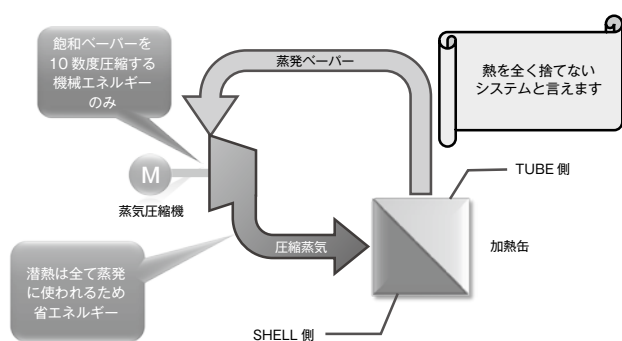 飽和ベーパーを
10 数度圧縮する
機械エネルギー
のみ
蒸発ベーパー
熱を全く捨てない
システムと言えます
M
蒸気圧縮機
TUBE 側
圧縮蒸気
加熱缶
潜熱は全て蒸発
に使われるため
省エネルギー
SHELL 側